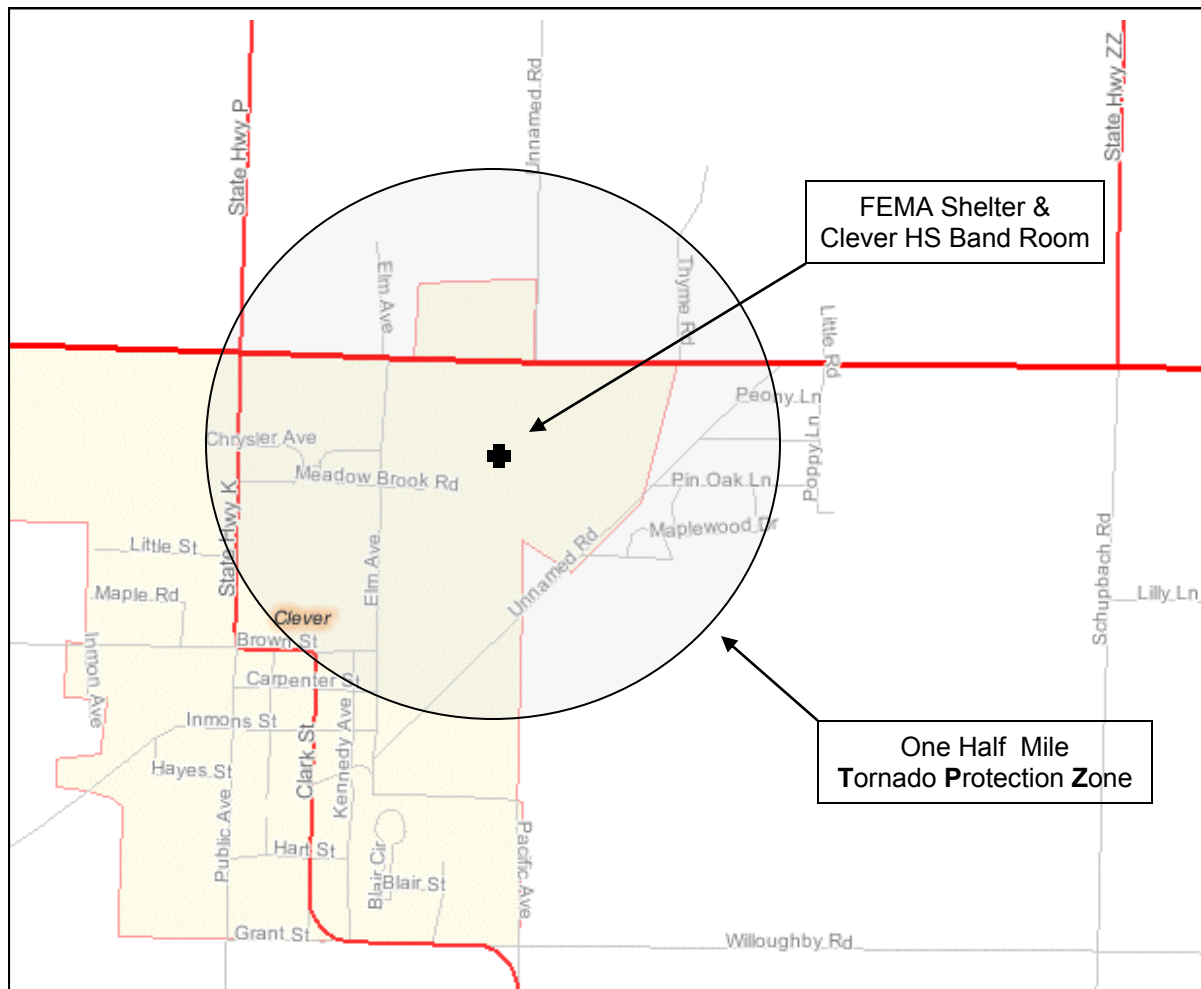 State Hwy P
Unnamed Rd
State Hwy ZZ
FEMA Shelter &
Clever HS Band Room
Elm Ave
Thyme Rd
Little Rd
Peony Ln
Chrysler Ave
Meadow Brook Rd
Poppy Ln
Pin Oak Ln
State Hwy K
Maplewood Dr
Little St
Elm Ave
Unnamed Rd
Schupbach Rd
Maple Rd
Lilly Ln
Clever
Inmon Ave
Brown St
Carpenter St
Inmons St
Clark St
Kennedy Ave
One Half Mile
Tornado Protection Zone
Hayes St
Public Ave
Hart St
Blair Cir
Blair St
Pacific Ave
Grant St
Willoughby Rd